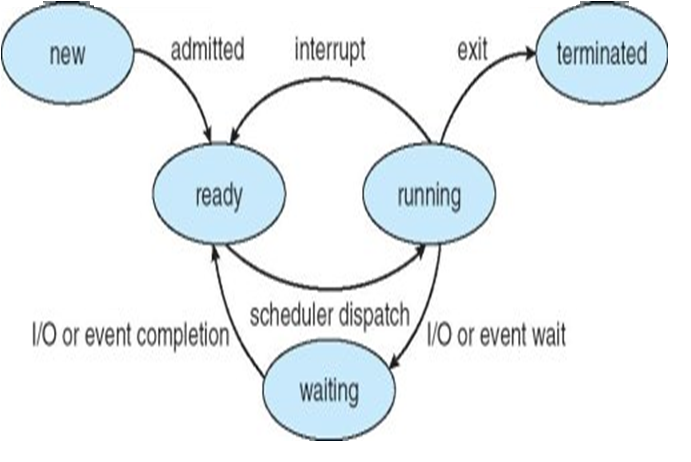 new
admitted
interrupt
exit
terminated
ready
running
scheduler dispatch
I/O or event completion
I/O or event wait
waiting